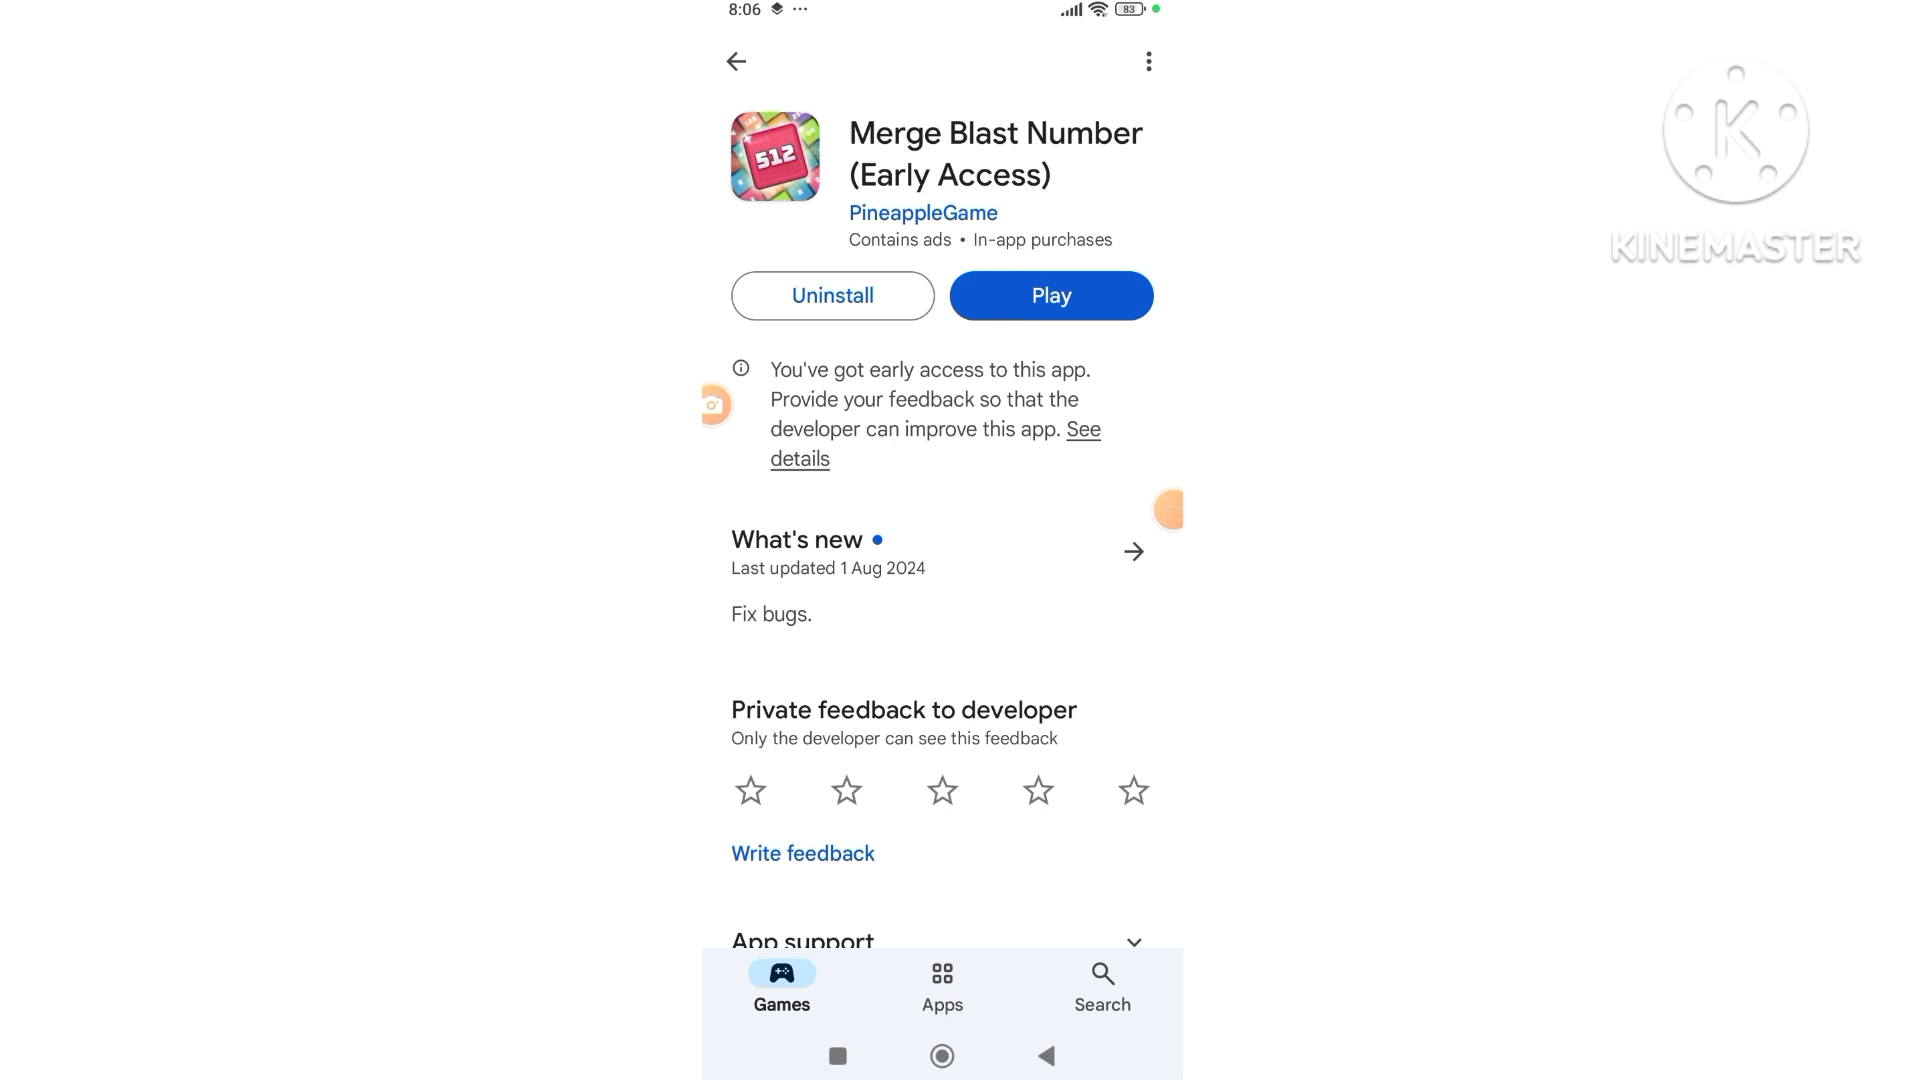 8:06
83
512
Merge Blast Number
(Early Access)
PineappleGame
Contains ads • In-app purchases
Uninstall
Play
You've got early access to this app.
Provide your feedback so that the
developer can improve this app. See
details
What's new
Last updated 1 Aug 2024
Fix bugs.
Private feedback to developer
Only the developer can see this feedback
Write feedback
App support
Games
Apps
Search
K
KINEMASTER